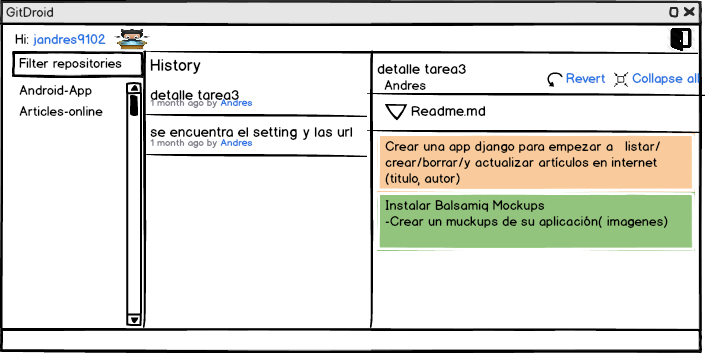 GitDroid
Hi: jandres9102
Filter repositories
Android-App
Articles-online
History
detalle tarea3
1 month ago by Andres
se encuentra el setting y las url
1 month ago by Andres
detalle tarea3
Andres
Revert
Collapse all
Readme.md
Crear una app django para empezar a listar/
crear/borrar/y actualizar artículos en internet
(titulo, autor)
Instalar Balsamiq Mockups
-Crear un muckups de su aplicación( imagenes)